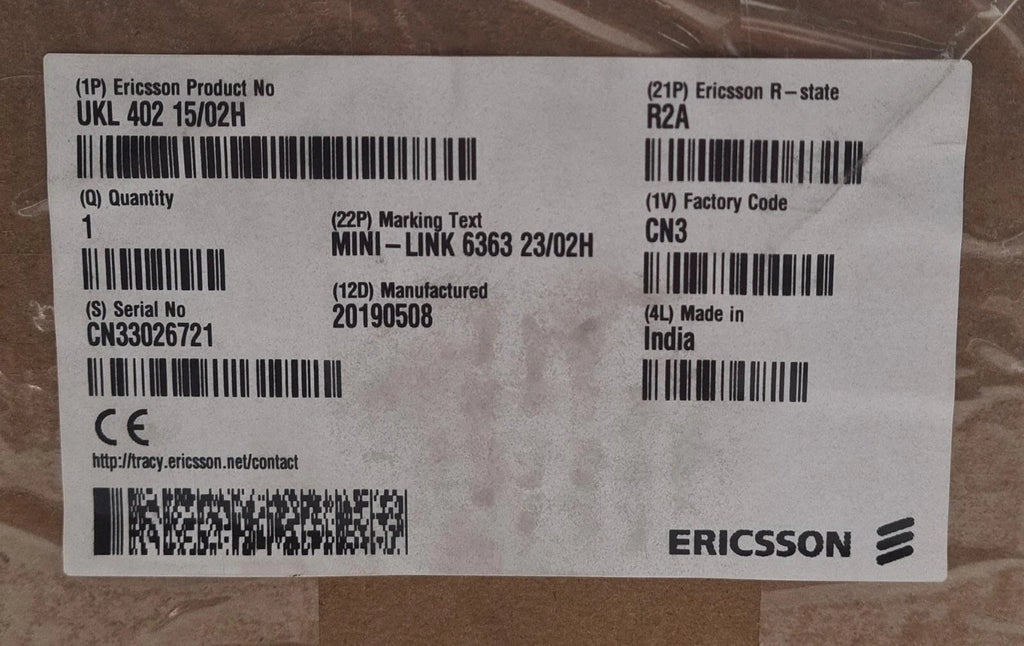 (1P) Ericsson Product No
UKL 402 15/02H
(21P) Ericsson R-state
R2A
(Q) Quantity
1
(22P) Marking Text
MINI-LINK 6363 23/02H
(1V) Factory Code
CN3
(S) Serial No
CN33026721
(12D) Manufactured
20190508
(4L) Made in
India
CE
http://tracy.ericsson.net/contact
ERICSSON